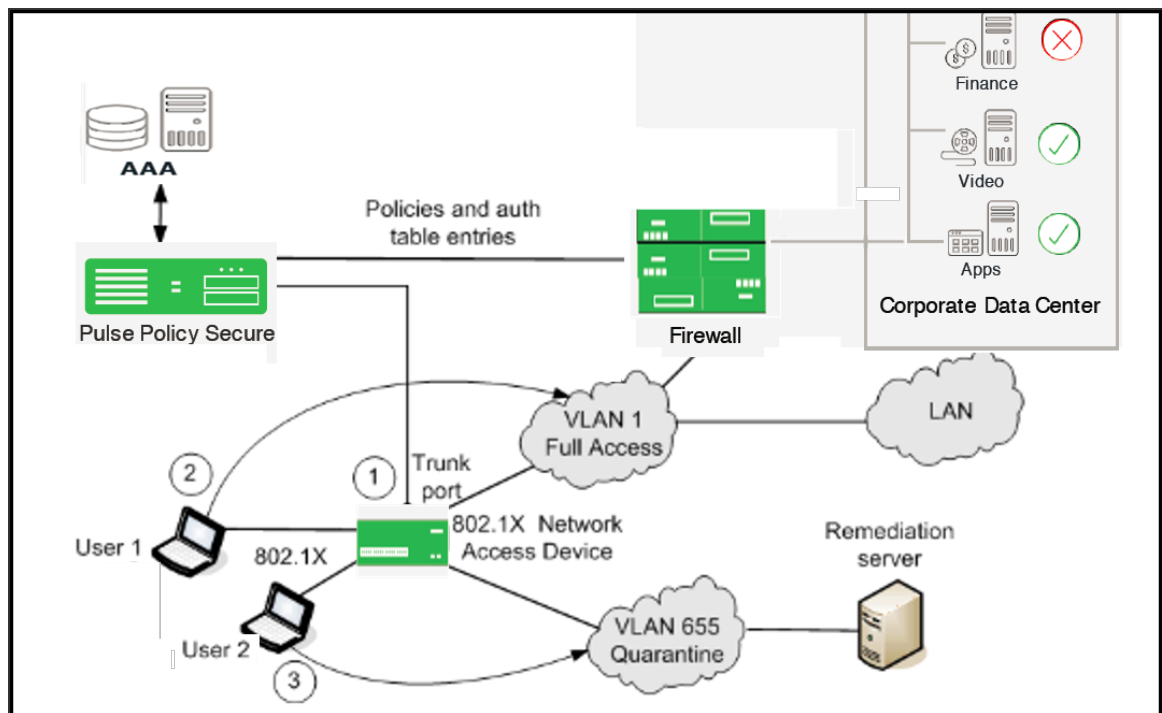 Finance
Video
Apps
Corporate Data Center
AAA
Policies and auth
table entries
Pulse Policy Secure
Firewall
VLAN 1
Full Access
LAN
2
1
Trunk
port
User 1
802.1X
802.1X Network
Access Device
Remediation
server
User 2
3
VLAN 655
Quarantine